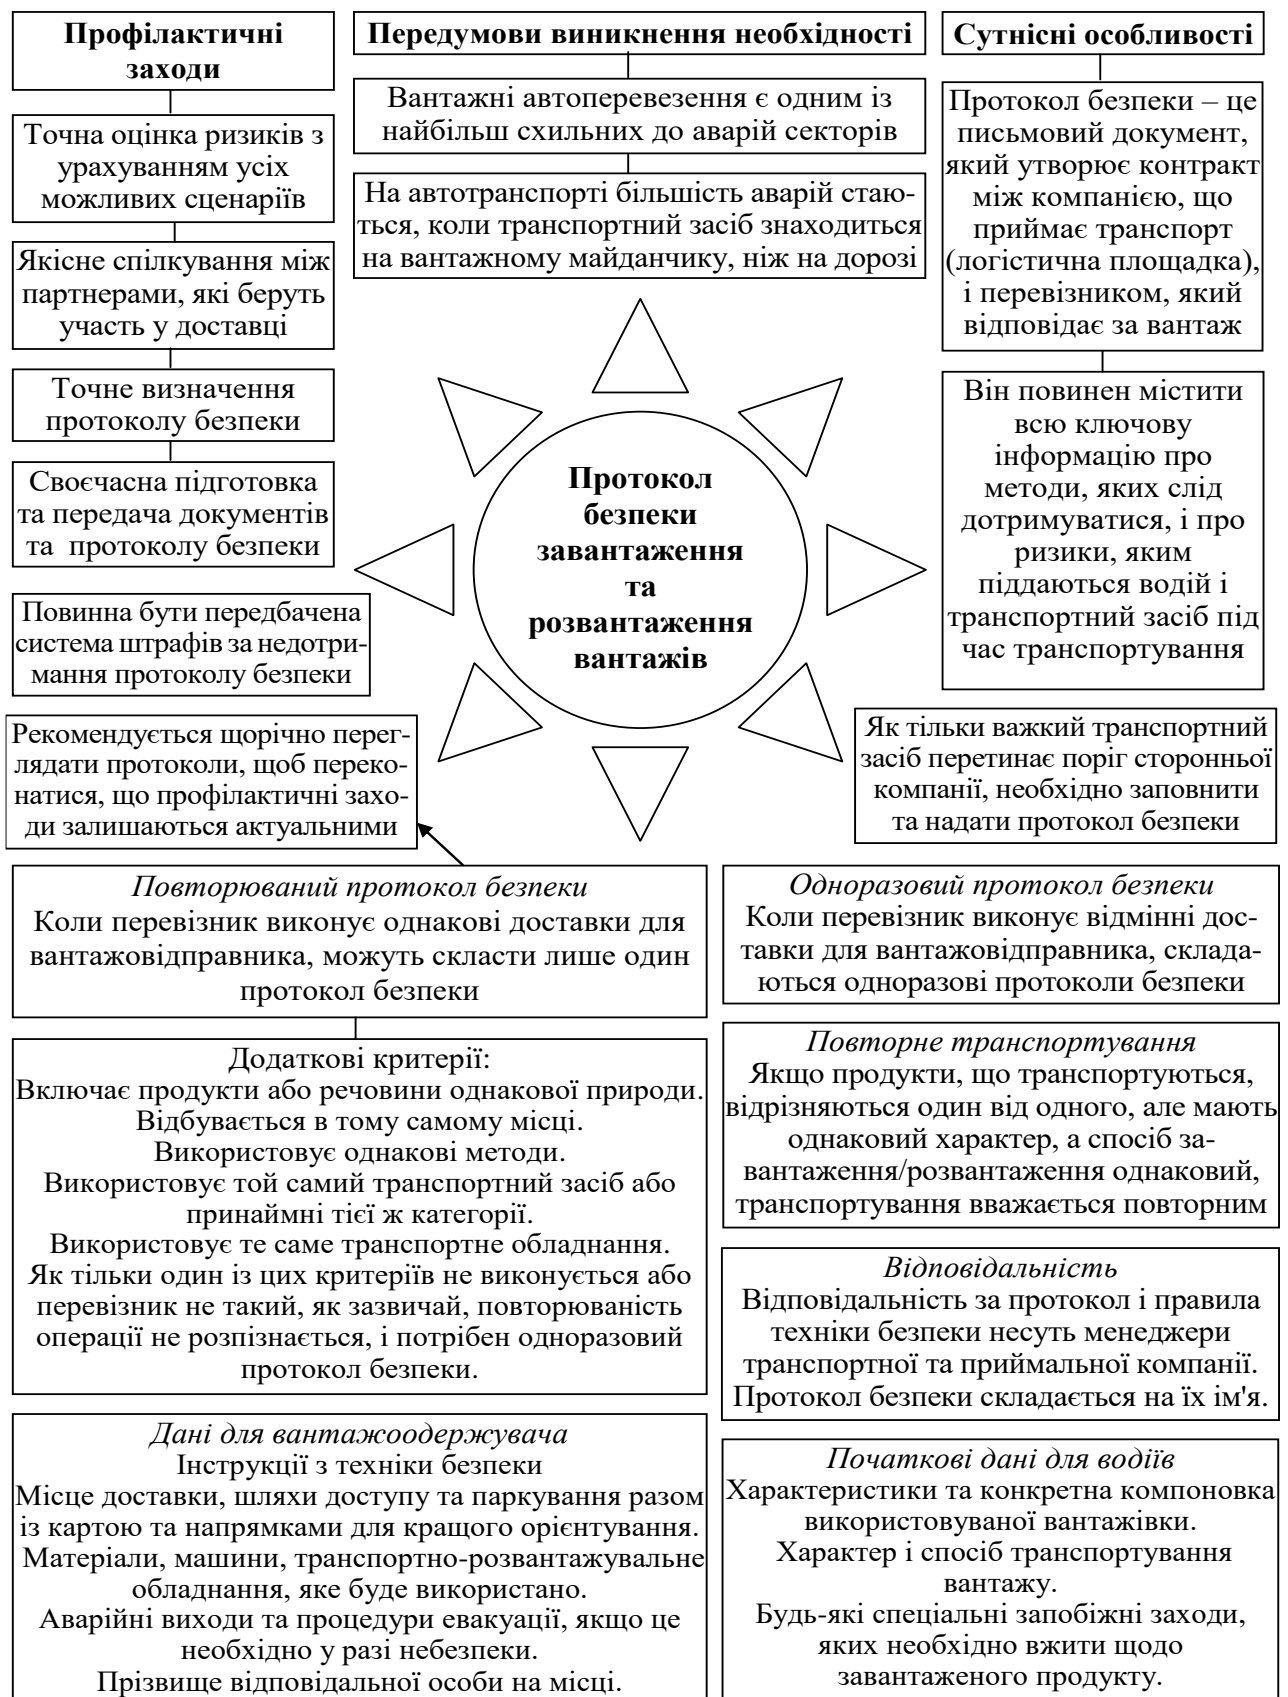 Профілактичні
заходи
Точна оцінка ризиків з
урахуванням усіх
можливих сценаріїв
Якісне спілкування між
партнерами, які беруть
участь у доставці
Точне визначення
протоколу безпеки
Своєчасна підготовка
та передача документів
та протоколу безпеки
Повинна бути передбачена
система штрафів за недотри-
мання протоколу безпеки
Рекомендується щорічно перег-
лядати протоколи, щоб переко-
натися, що профілактичні захо-
ди залишаються актуальними
Передумови виникнення необхідності
Вантажні автоперевезення є одним із
найбільш схильних до аварій секторів
На автотранспорті більшість аварій стаю-
ться, коли транспортний засіб знаходиться
на вантажному майданчику, ніж на дорозі
Протокол
безпеки
завантаження
та
розвантаження
вантажів
Сутнісні особливості
Протокол безпеки – це
письмовий документ,
який утворює контракт
між компанією, що
приймає транспорт
(логістична площадка),
і перевізником, який
відповідає за вантаж
Він повинен містити
всю ключову
інформацію про
методи, яких слід
дотримуватися, і про
ризики, яким
піддаються водій і
транспортний засіб під
час транспортування
Як тільки важкий транспортний
засіб перетинає поріг сторонньої
компанії, необхідно заповнити
та надати протокол безпеки
Повторюваний протокол безпеки
Коли перевізник виконує однакові доставки для
вантажовідправника, можуть скласти лише один
протокол безпеки
Додаткові критерії:
Включає продукти або речовини однакової природи.
Відбувається в тому самому місці.
Використовує однакові методи.
Використовує той самий транспортний засіб або
принаймні тієї ж категорії.
Використовує те саме транспортне обладнання.
Як тільки один із цих критеріїв не виконується або
перевізник не такий, як зазвичай, повторюваність
операції не розпізнається, і потрібен одноразовий
протокол безпеки.
Дані для вантажоодержувача
Інструкції з техніки безпеки
Місце доставки, шляхи доступу та паркування разом
із картою та напрямками для кращого орієнтування.
Матеріали, машини, транспортно-розвантажувальне
обладнання, яке буде використано.
Аварійні виходи та процедури евакуації, якщо це
необхідно у разі небезпеки.
Прізвище відповідальної особи на місці.
Одноразовий протокол безпеки
Коли перевізник виконує відмінні дос-
тавки для вантажовідправника, склада-
ються одноразові протоколи безпеки
Повторне транспортування
Якщо продукти, що транспортуються,
відрізняються один від одного, але мають
однаковий характер, а спосіб за-
вантаження/розвантаження однаковий,
транспортування вважається повторним
Відповідальність
Відповідальність за протокол і правила
техніки безпеки несуть менеджери
транспортної та приймальної компанії.
Протокол безпеки складається на їх ім'я.
Початкові дані для водіїв
Характеристики та конкретна компоновка
використовуваної вантажівки.
Характер і спосіб транспортування
вантажу.
Будь-які спеціальні запобіжні заходи,
яких необхідно вжити щодо
завантаженого продукту.